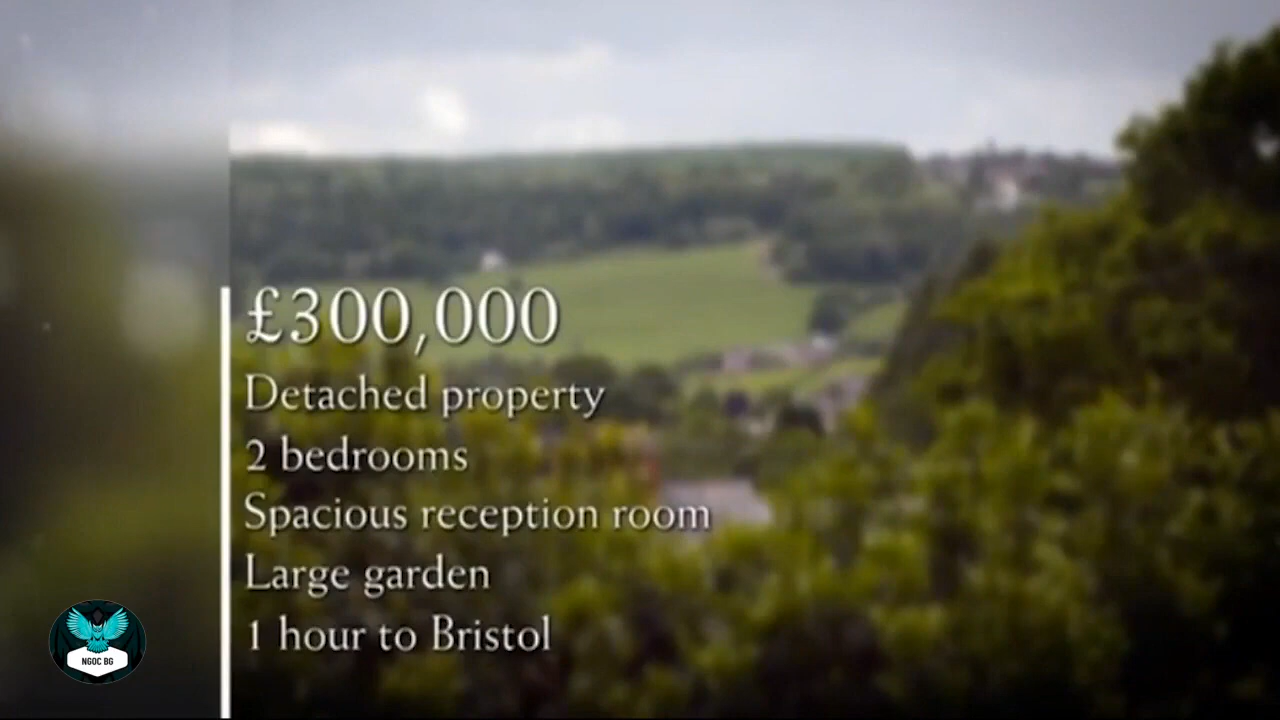 £300,000
Detached property
2 bedrooms
Spacious reception room
Large garden
1 hour to Bristol
NGOC BG